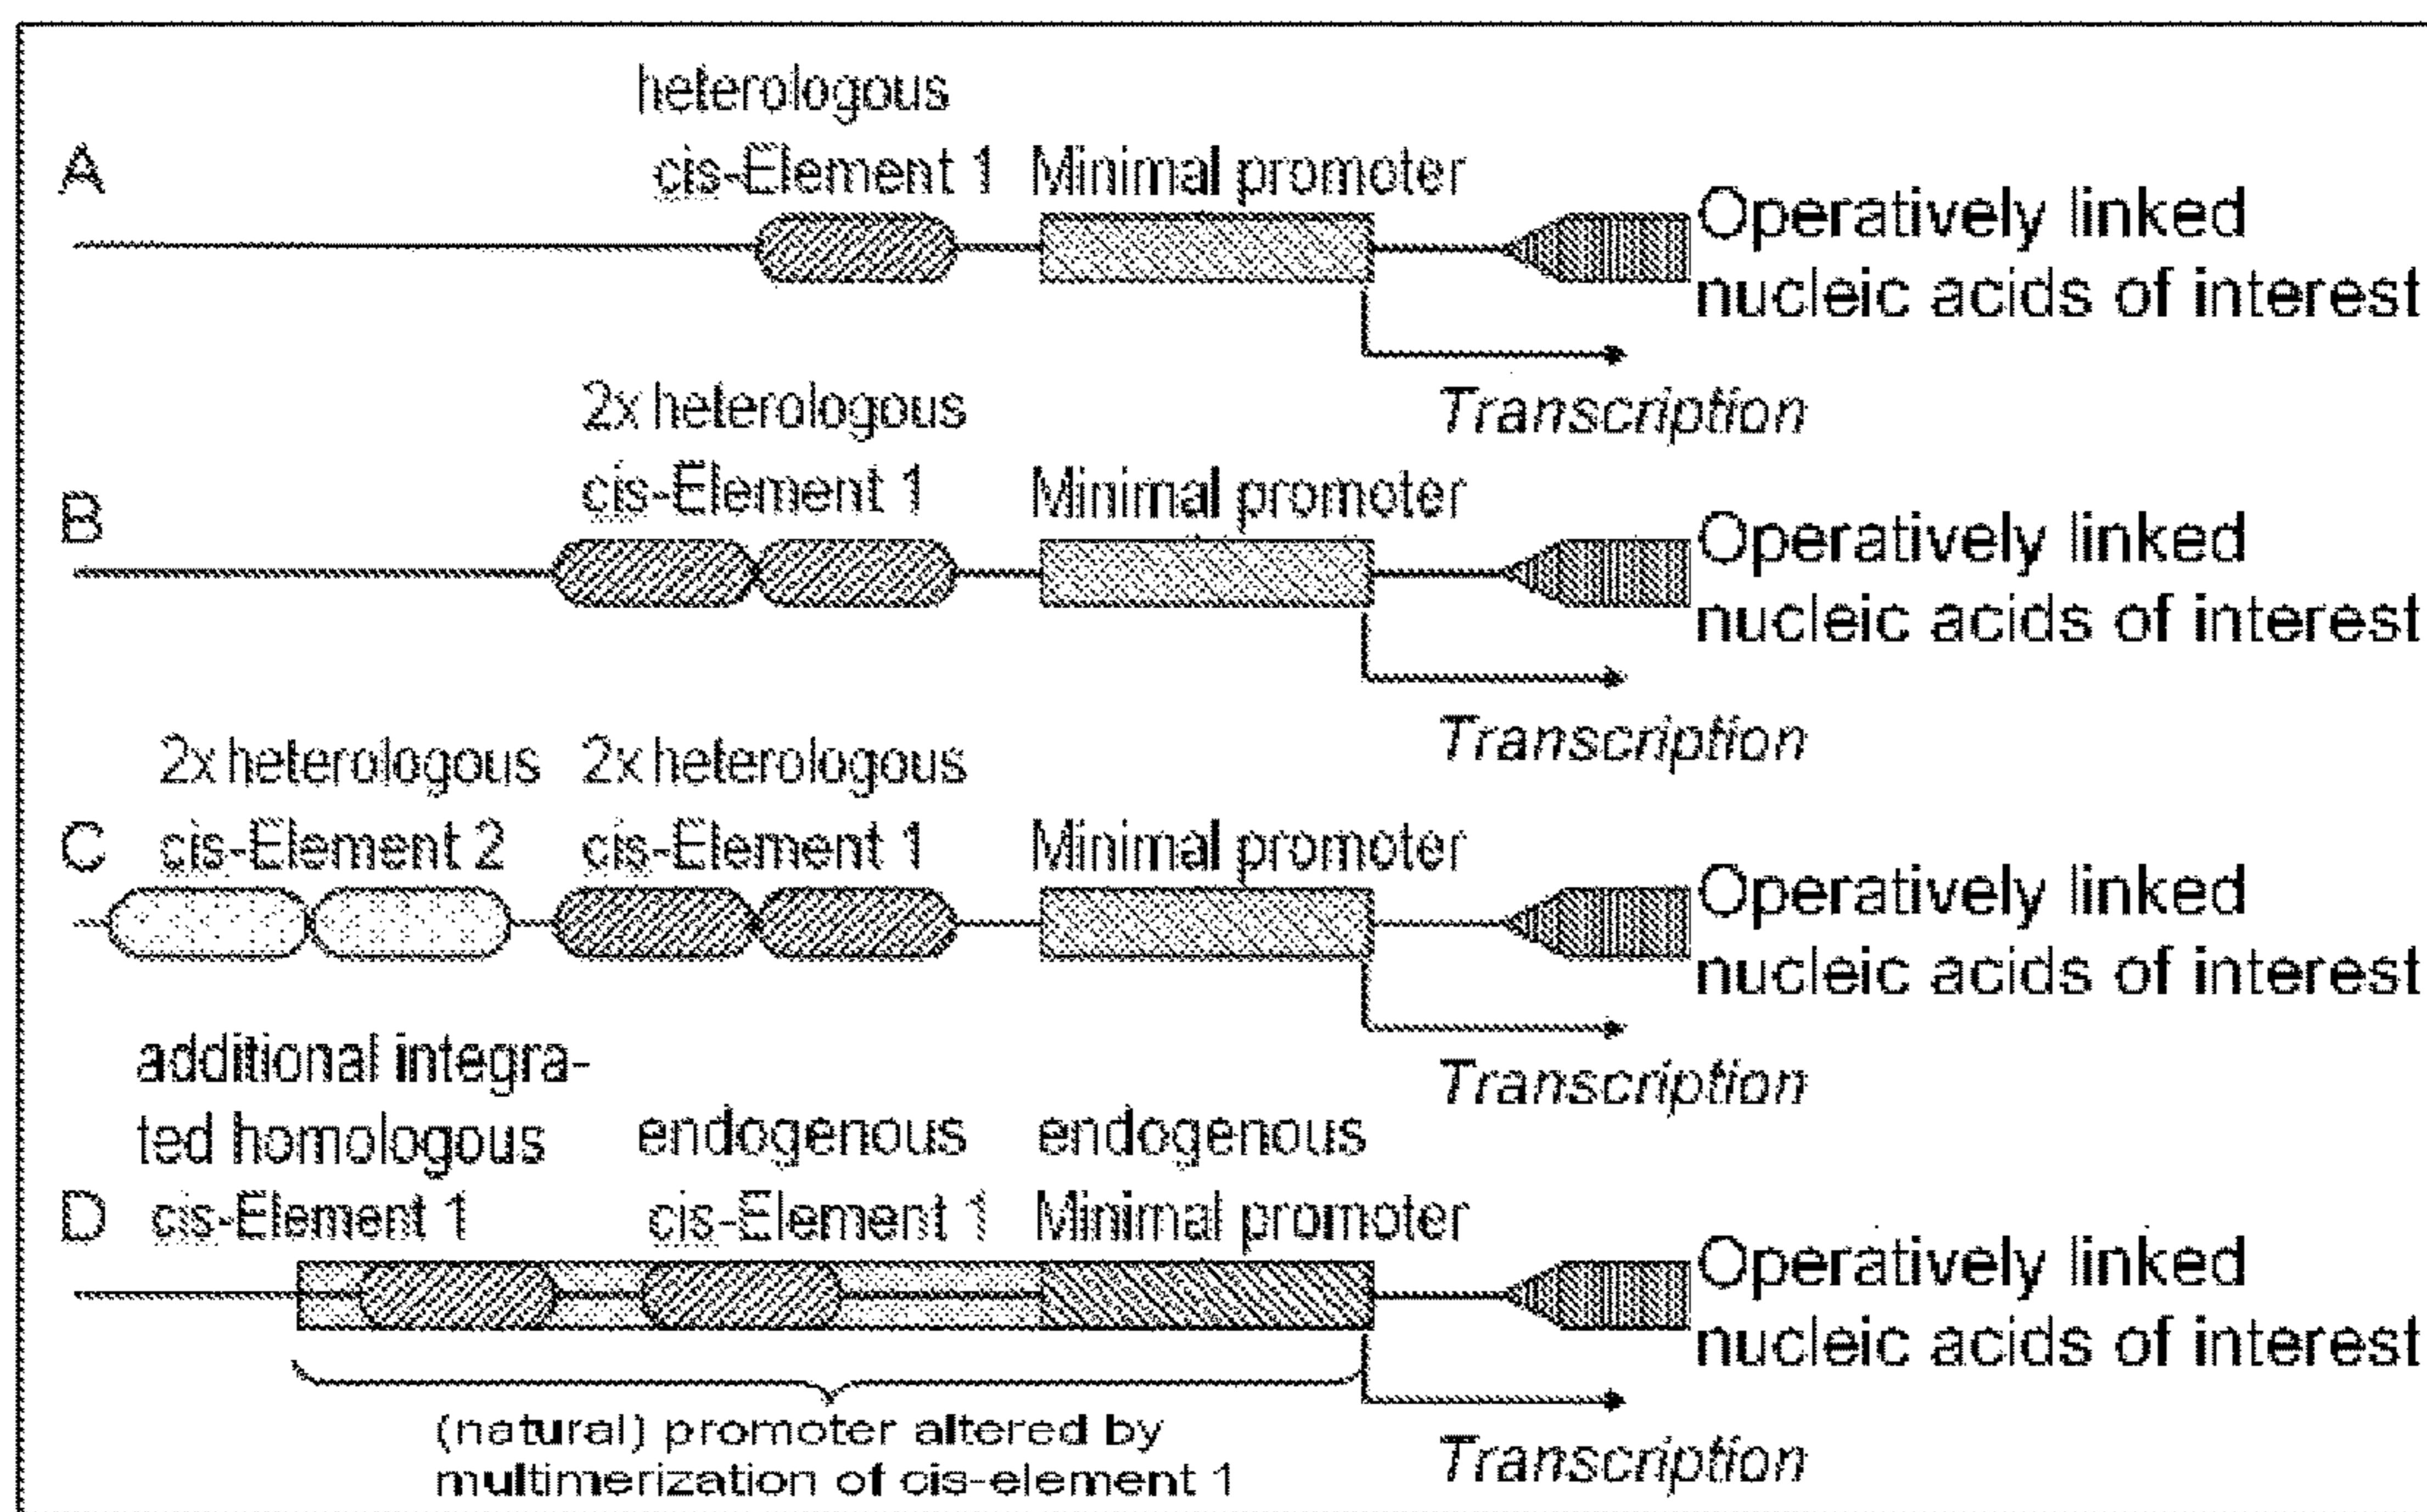 heterologous
A cis-Element 1 Minimal promoter
Operatively linked
nucleic acids of interest
Transcription
2x heterologous
B cis-Element 1 Minimal promoter
Operatively linked
nucleic acids of interest
Transcription
2x heterologous 2x heterologous
C cis-Element 2 cis-Element 1 Minimal promoter
Operatively linked
nucleic acids of interest
Transcription
additional integra-
ted homologous endogenous endogenous
D cis-Element 1 cis-Element 1 Minimal promoter
Operatively linked
nucleic acids of interest
(natural) promoter altered by
multimerization of cis-element 1
Transcription